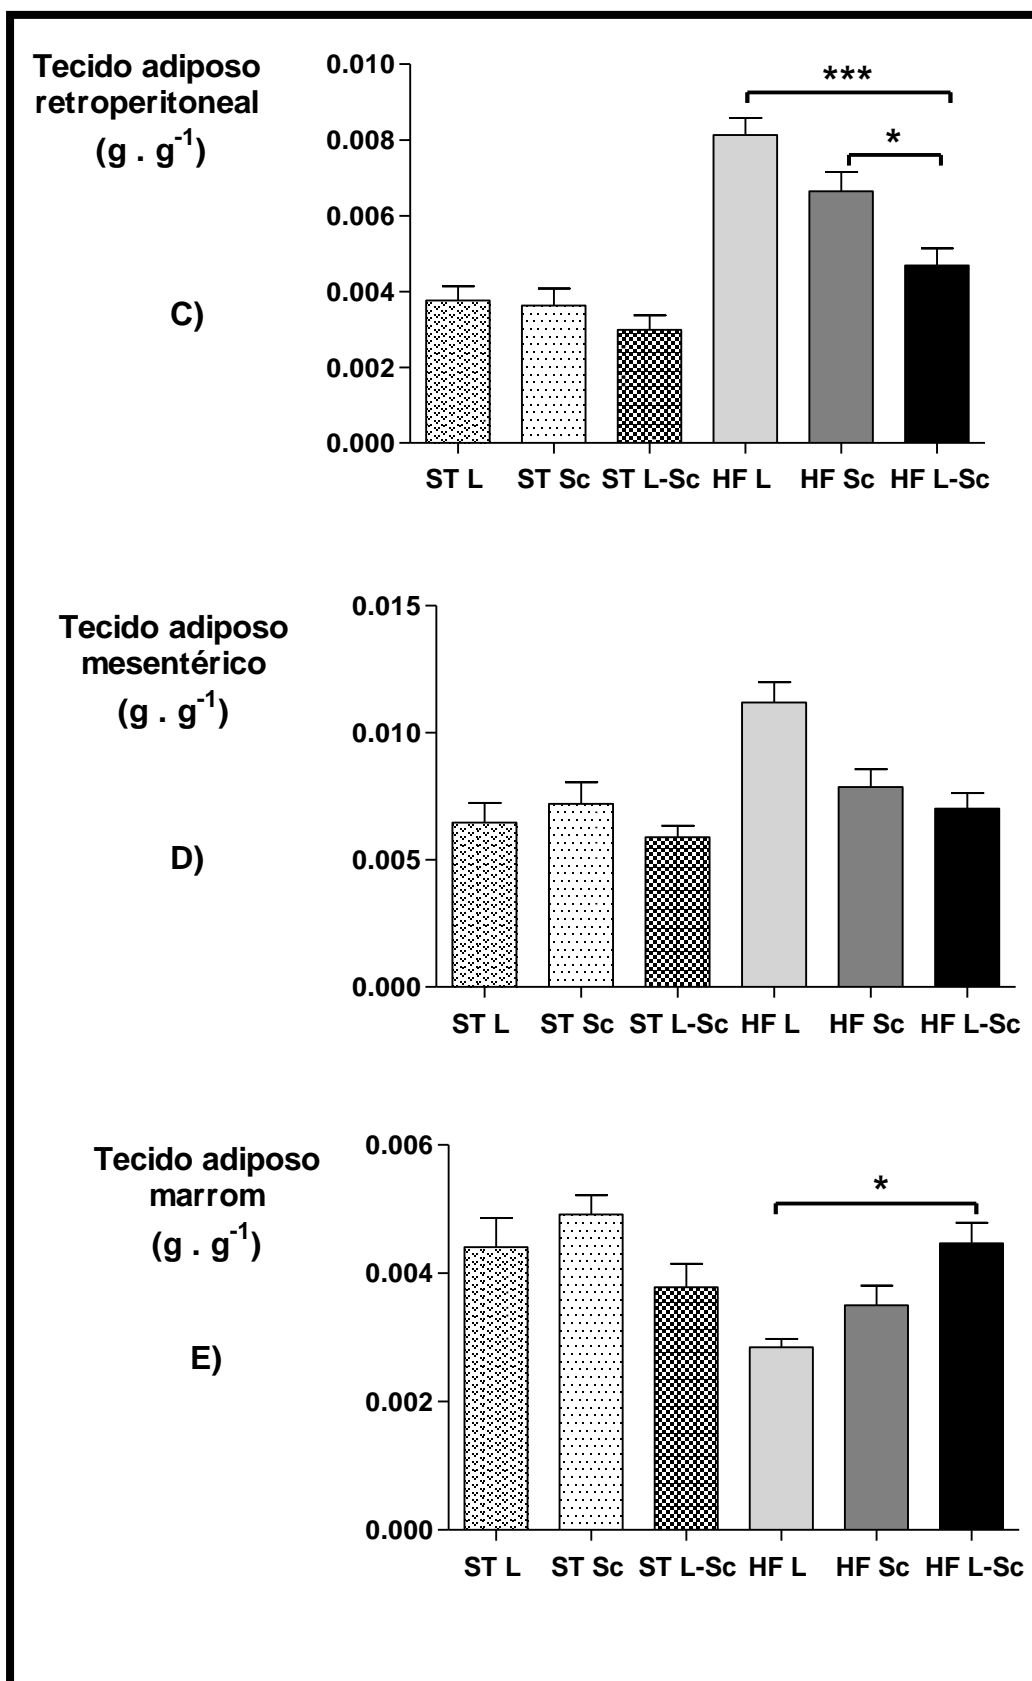 Tecido adiposo
retroperitoneal
(g . g-1)
C)
0.010
0.008
0.006
0.004
0.002
0.000
***
*
ST L ST Sc ST L-Sc HF L HF Sc HF L-Sc
Tecido adiposo
mesentérico
(g . g-1)
D)
0.015
0.010
0.005
0.000
ST L ST Sc ST L-Sc HF L HF Sc HF L-Sc
Tecido adiposo
marrom
(g . g-1)
E)
0.006
0.004
0.002
0.000
*
ST L ST Sc ST L-Sc HF L HF Sc HF L-Sc